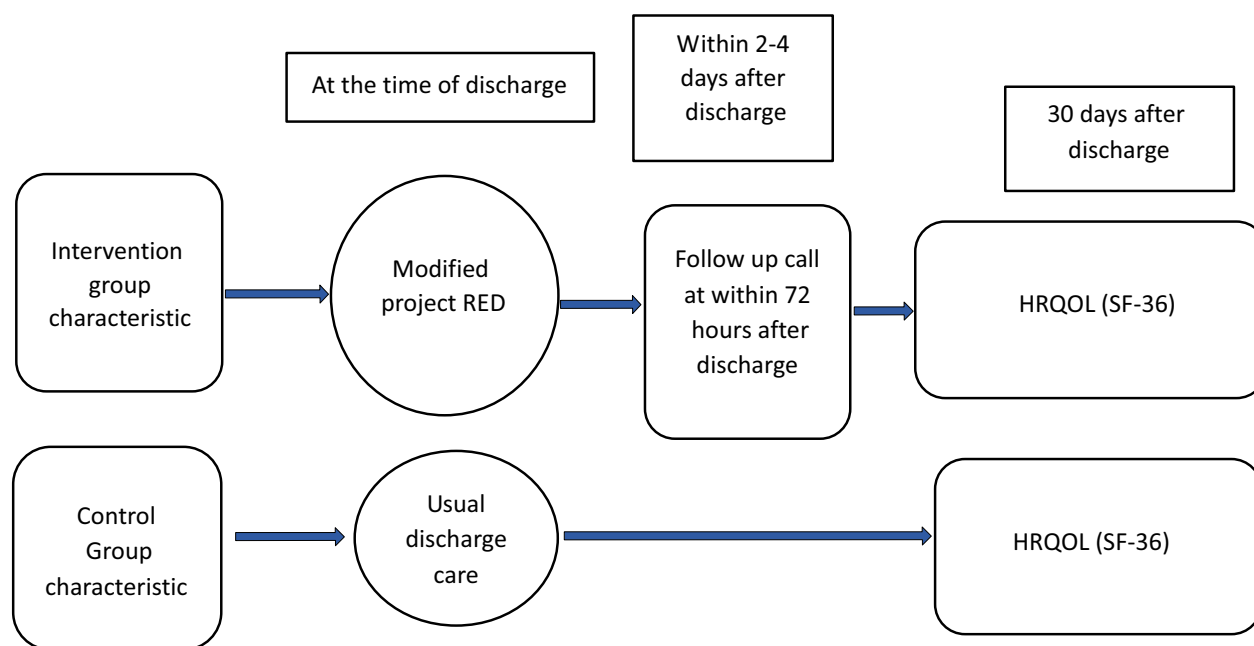 At the time of discharge
Within 2-4
days after
discharge
30 days after
discharge
Intervention
group
characteristic
Modified
project RED
Follow up call
at within 72
hours after
discharge
HRQOL (SF-36)
Control
Group
characteristic
Usual
discharge
care
HRQOL (SF-36)